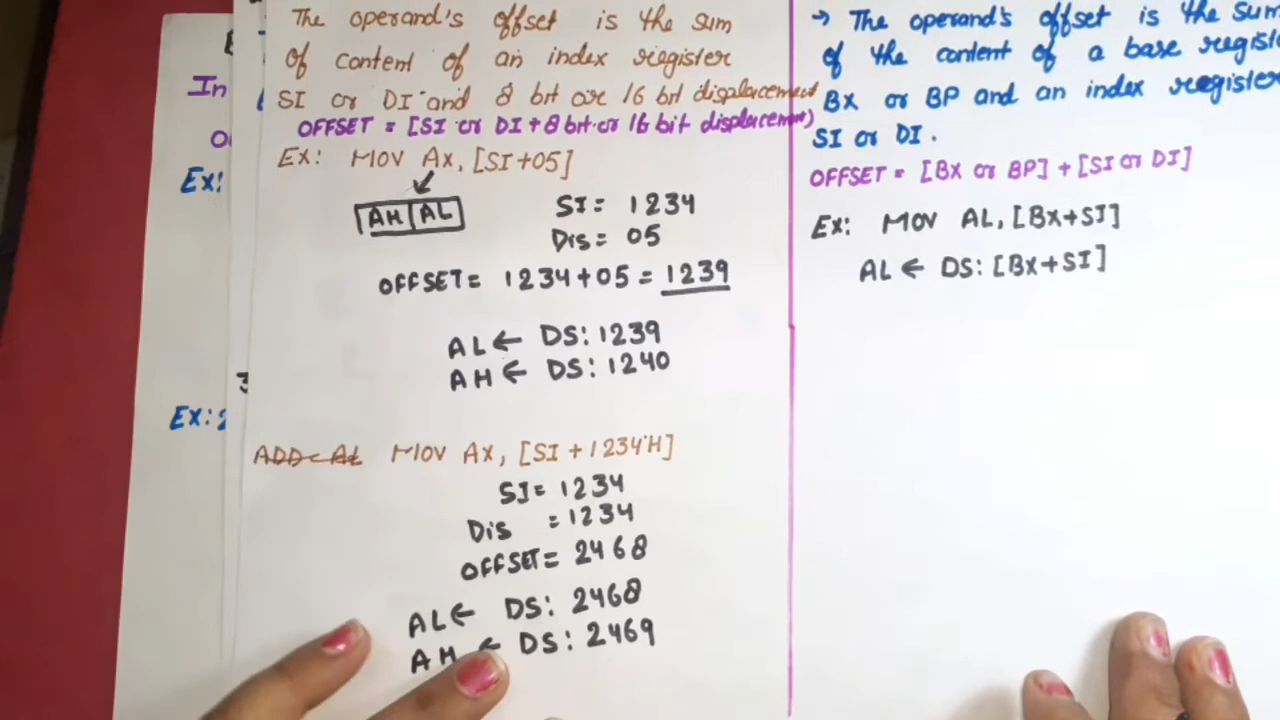 The operand's offset is the sum
of content of an index register
SI or DI and 8 bit or 16 bit displacement
OFFSET = [SI or DI + 8 bit or 16 bit displacement)
Ex: MOV Ax, [SI+05]
AH AL
SI = 1234
Dis = 05
OFFSET = 1234+05 = 1239
AL ← DS: 1239
AH ← DS: 1240
ADD AL MOV Ax, [SI + 1234H]
SI = 1234
Dis = 1234
OFFSET = 2468
AL ← DS: 2468
AH ← DS: 2469
→ The operand's offset is the sum
of the content of a base
BX or BP and an index register
SI or DI.
OFFSET = [BX or BP] + [SI or DI]
Ex: MOV AL, [Bx+SI]
AL ← DS: [Bx+SI]
In
Ex:
Ex: 2